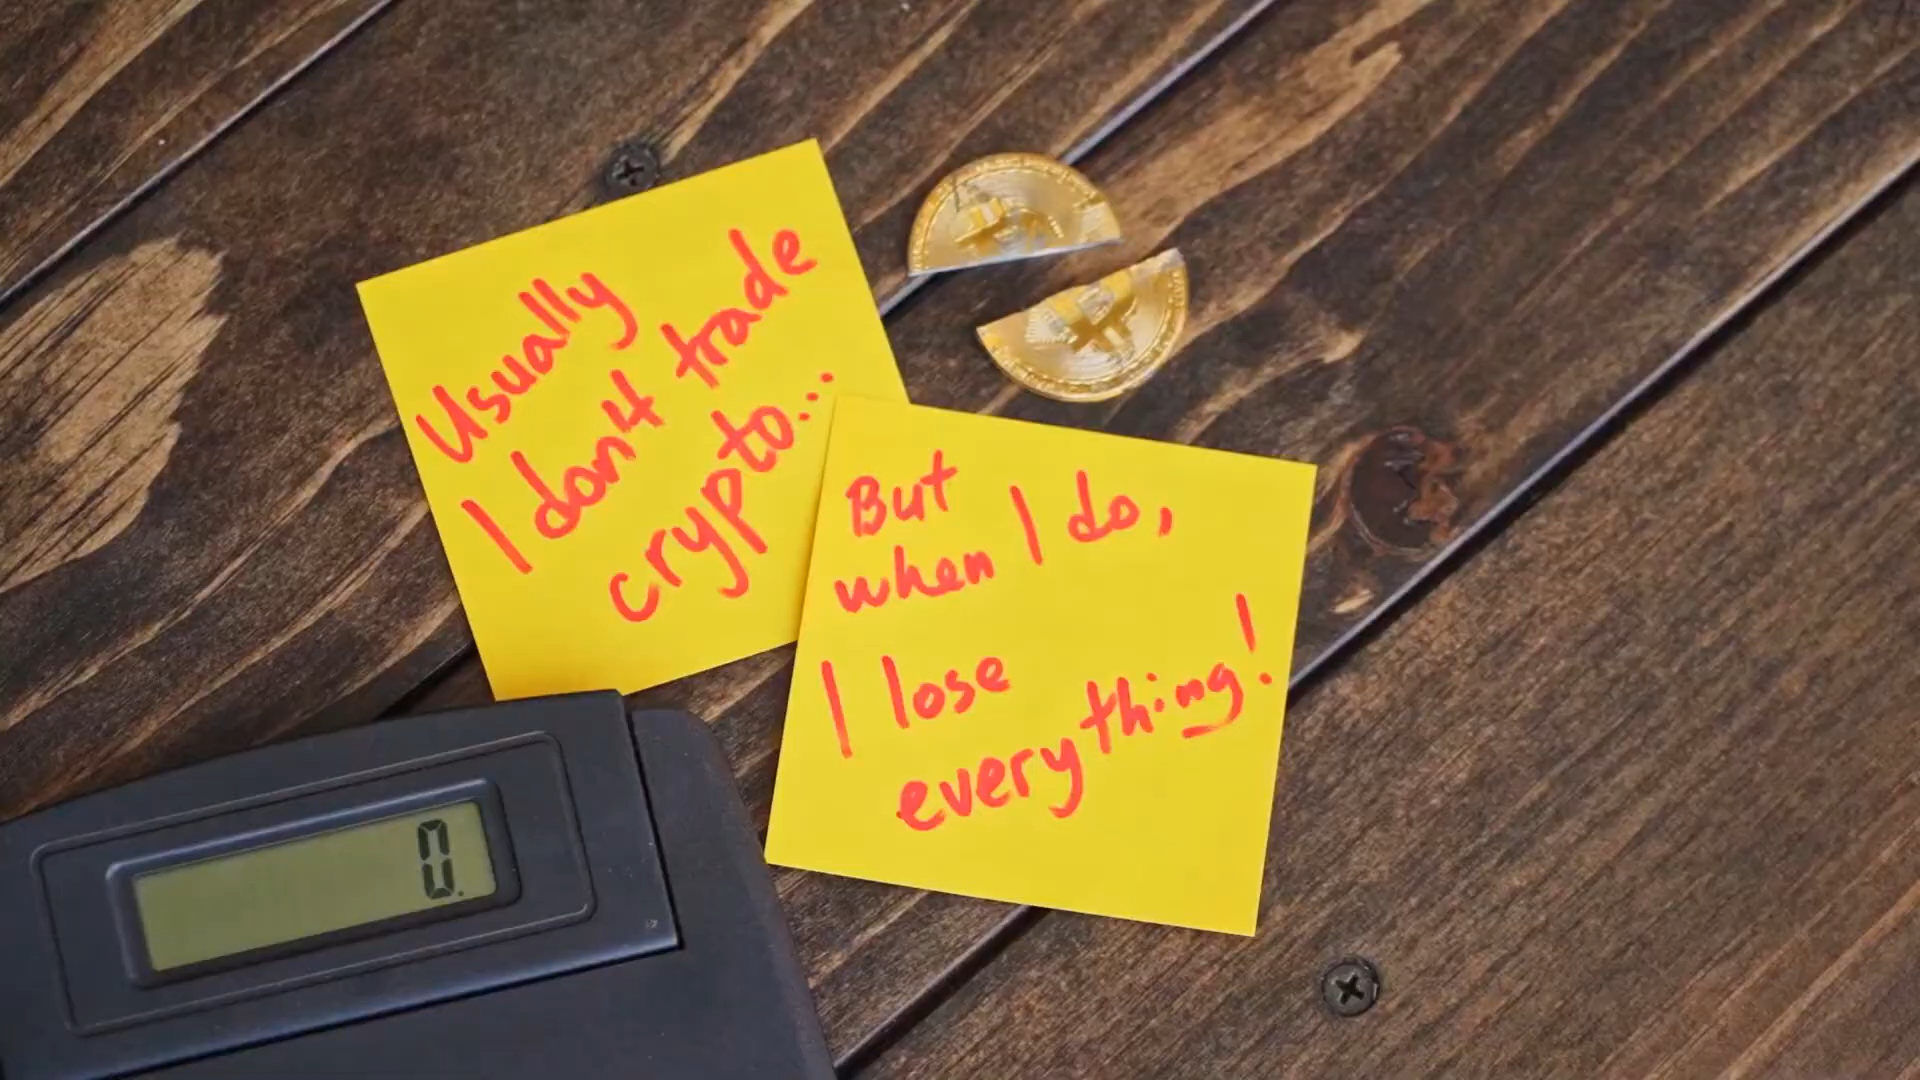 Usually
I don't trade
crypto...
But
when I do,
I lose
everything!
0.